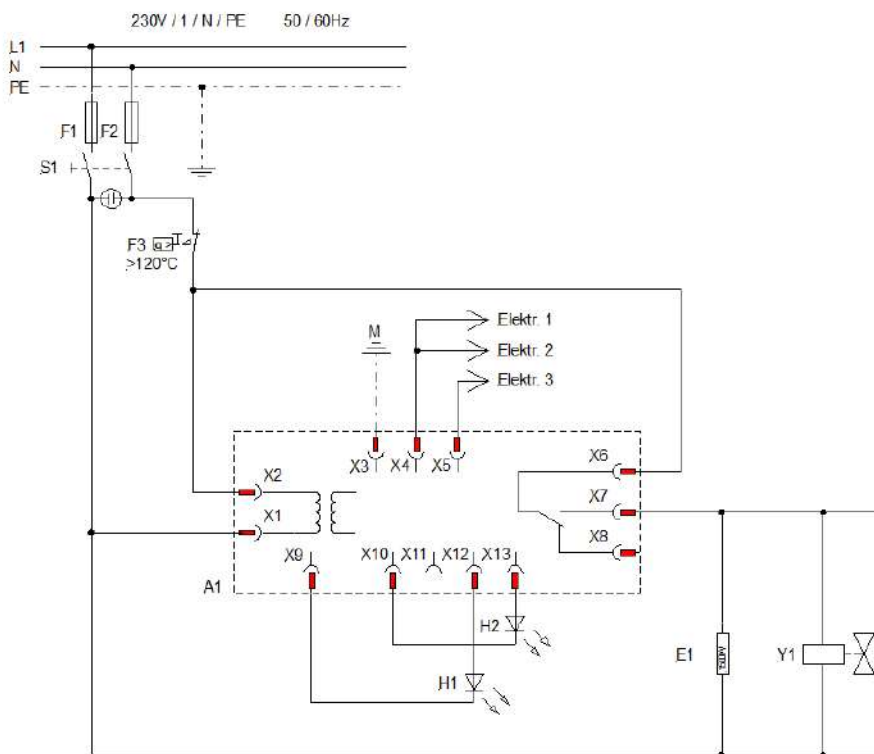 230V / 1 / N / PE 50 / 60Hz
L1
N
PE
F1 F2
S1
F3
>120°C
Elektr. 1
M
Elektr. 2
Elektr. 3
X3 X4 X5
X6
X2
X7
X1
X8
X9 X10 X11 X12 X13
A1
H2
E1 Y1
H1